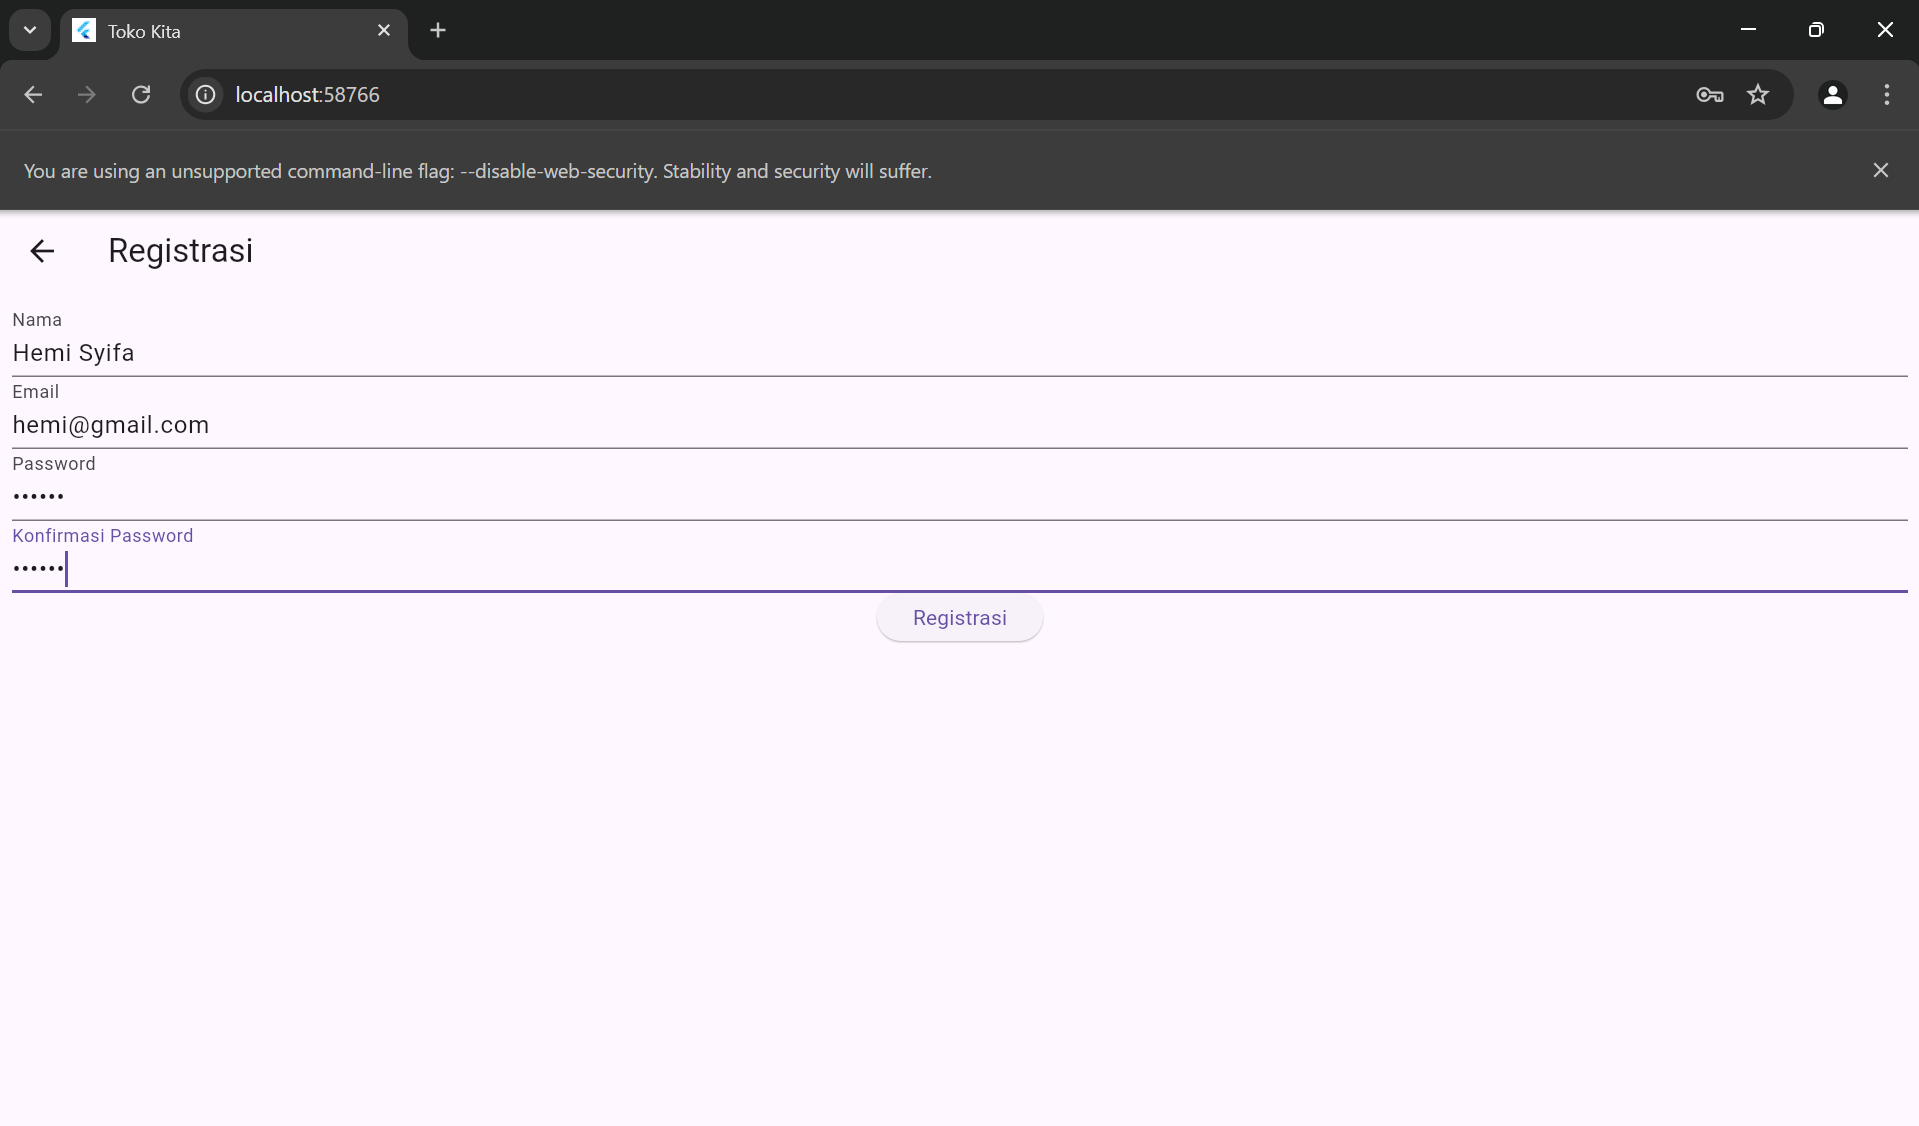 Toko Kita
localhost:58766
You are using an unsupported command-line flag: --disable-web-security. Stability and security will suffer.
Registrasi
Nama
Hemi Syifa
Email
hemi@gmail.com
Password
••••••
Konfirmasi Password
••••••
Registrasi